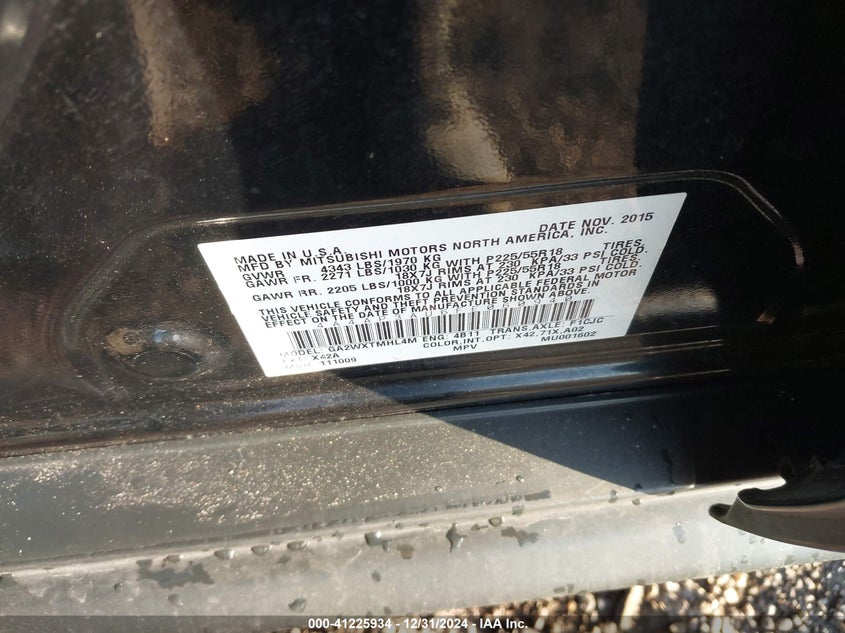 MADE IN U.S.A. DATE NOV. 2015
MFD BY MITSUBISHI MOTORS NORTH AMERICA, INC.
GVWR 4343 LBS/1970 KG
GAWR FR. 2271 LBS/1030 KG WITH P225/55R18 TIRES,
18X7J RIMS AT 230 KPA/33 PSI COLD.
GAWR RR. 2205 LBS/1000 KG WITH P225/55R18 TIRES,
18X7J RIMS AT 230 KPA/33 PSI COLD.
THIS VEHICLE CONFORMS TO ALL APPLICABLE FEDERAL MOTOR
VEHICLE SAFETY AND THEFT PREVENTION STANDARDS IN
EFFECT ON THE DATE OF MANUFACTURE SHOWN ABOVE.
MODEL: GA2WXTMHL4M ENG: 4B11 TRANS,AXLE: F1CJC
EXT: X42A COLOR,INT,OPT: X42.71X.A02
111009 MPV MU001602
000-41225934 - 12/31/2024 - IAA Inc.